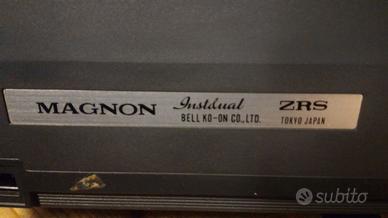 MAGNON Instdual ZRS
BELL KO-ON CO.,LTD. TOKYO JAPAN
subito